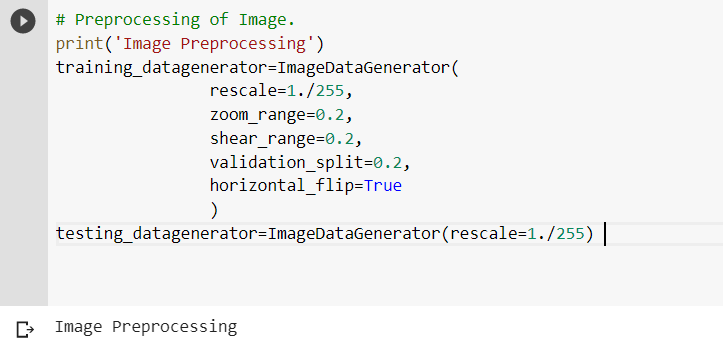 # Preprocessing of Image.
print('Image Preprocessing')
training_datagenerator=ImageDataGenerator(
rescale=1./255,
zoom_range=0.2,
shear_range=0.2,
validation_split=0.2,
horizontal_flip=True
)
testing_datagenerator=ImageDataGenerator(rescale=1./255)
Image Preprocessing